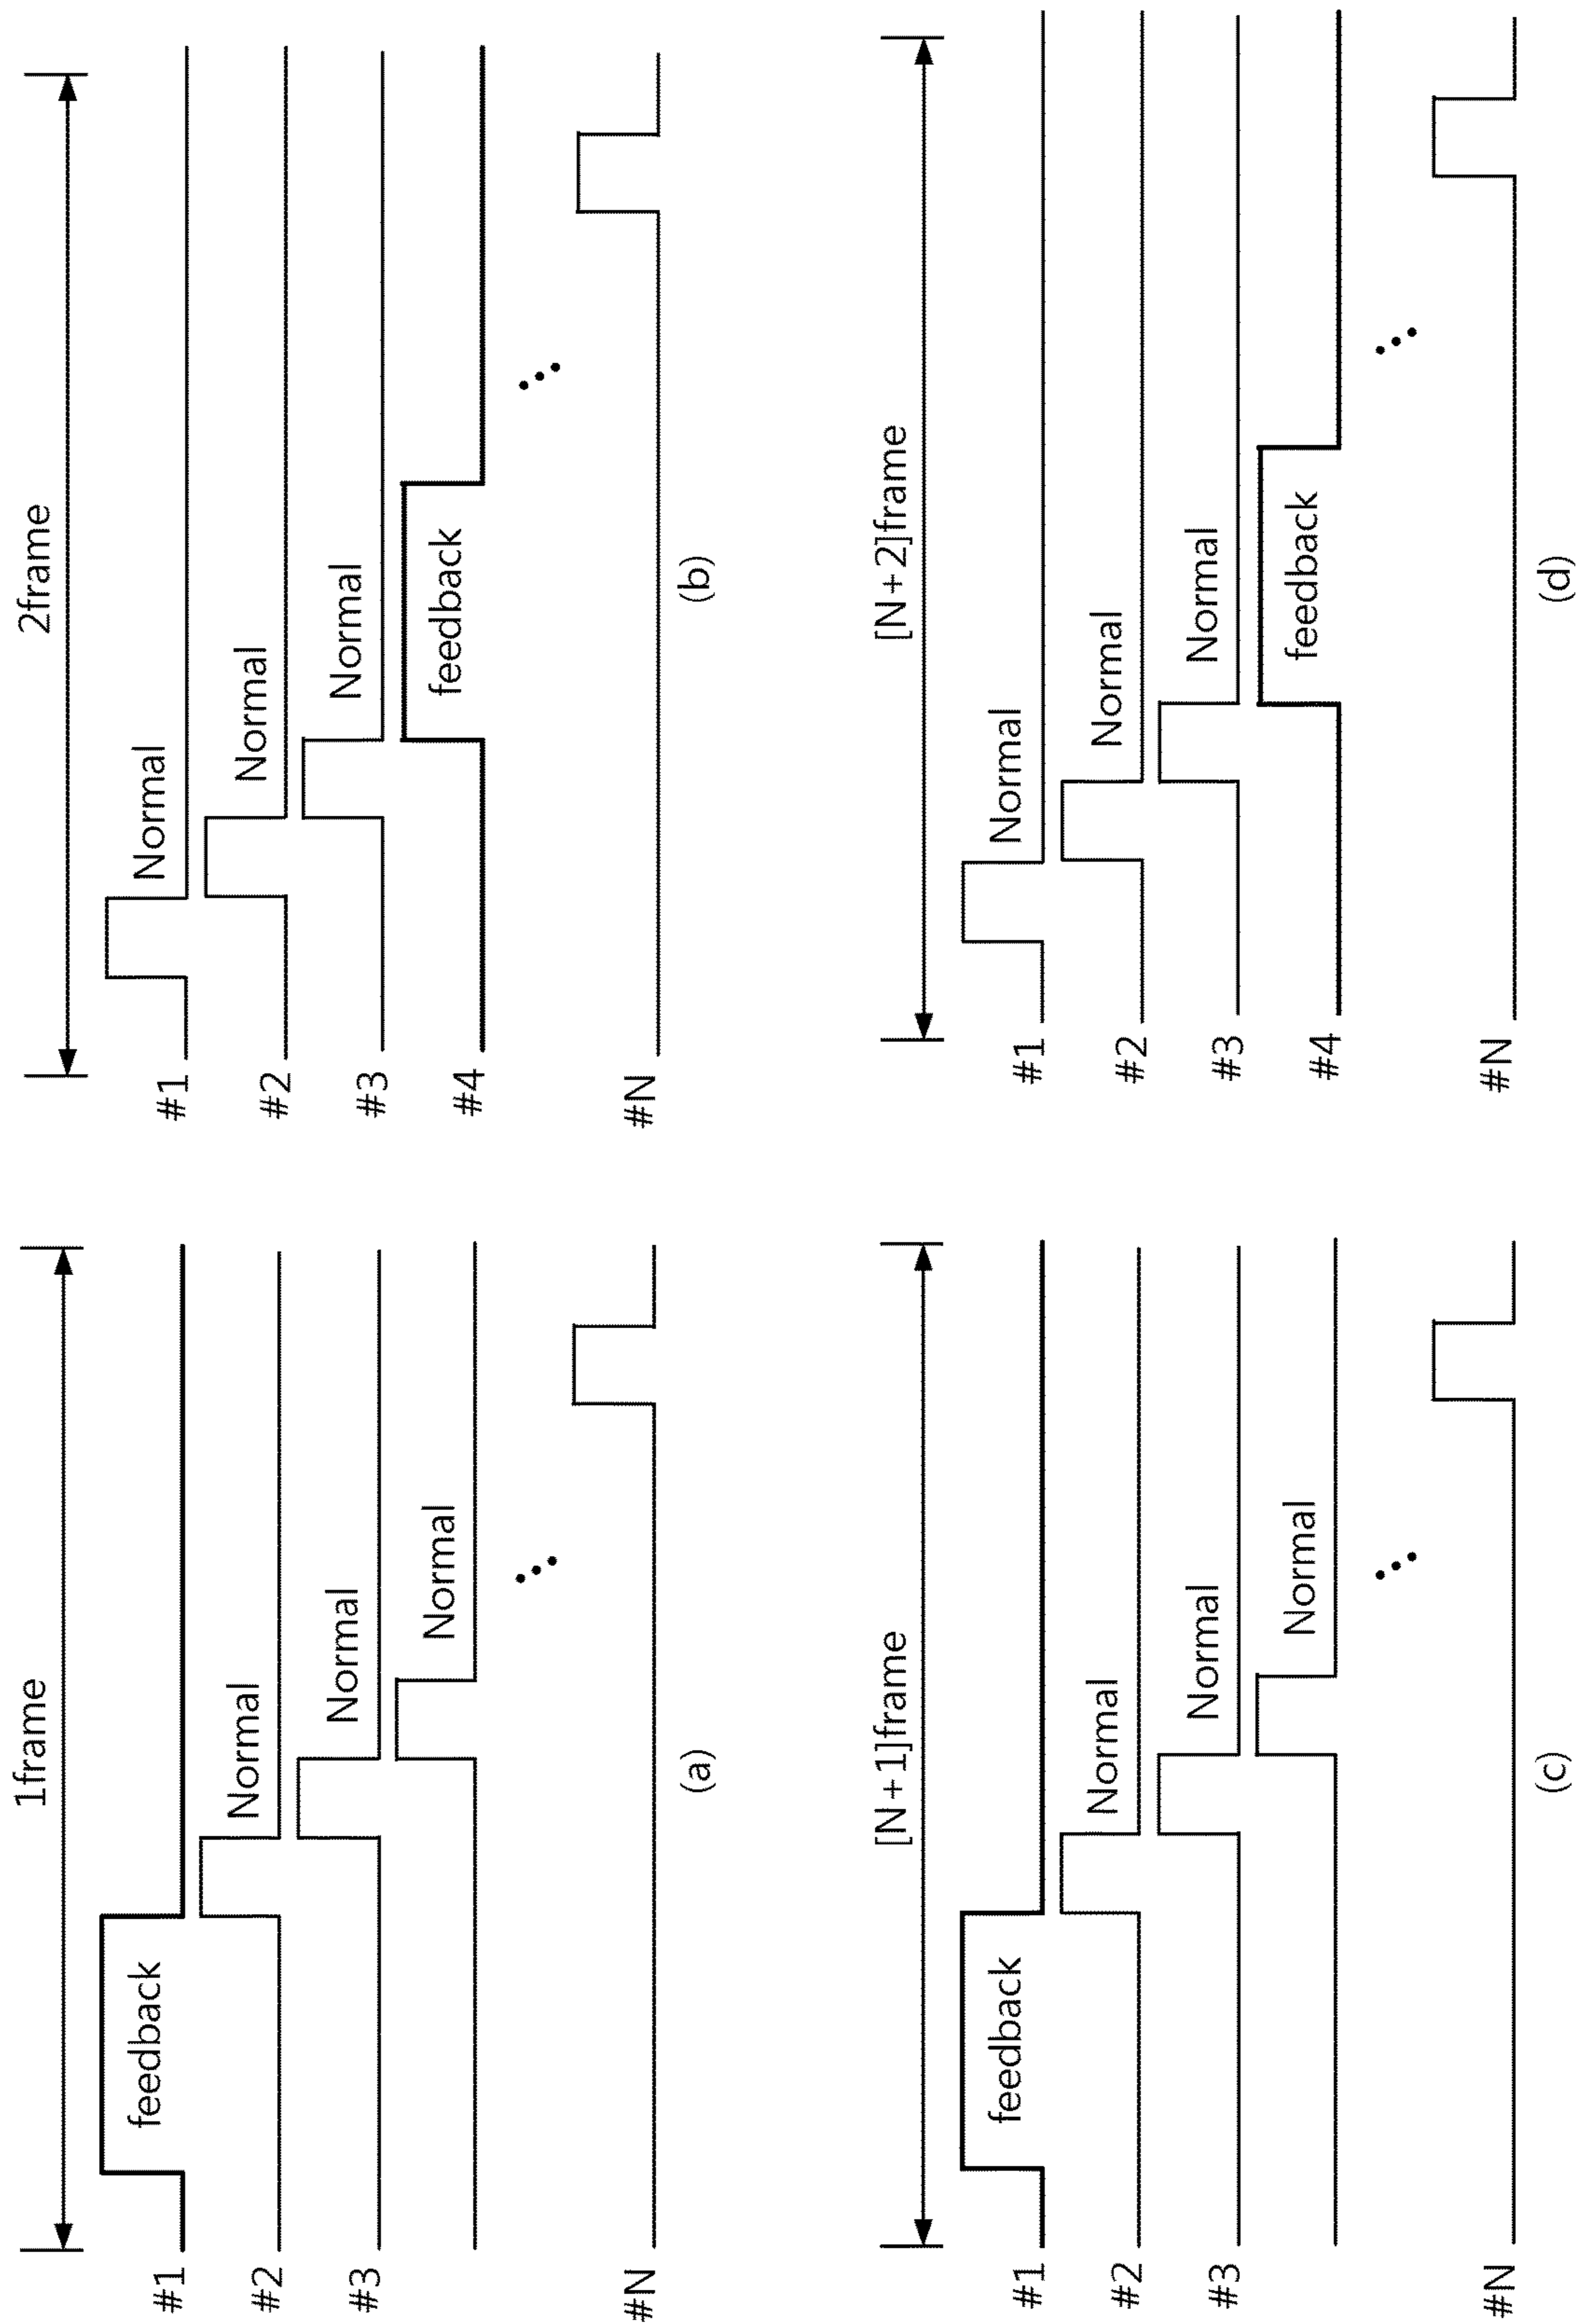 1frame
#1
feedback
#2
Normal
#3
Normal
Normal
#N
(a)
2frame
#1
Normal
#2
Normal
#3
Normal
#4
feedback
#N
(b)
[N+1]frame
#1
feedback
#2
Normal
#3
Normal
Normal
#N
(c)
[N+2]frame
#1
Normal
#2
Normal
#3
Normal
#4
feedback
#N
(d)